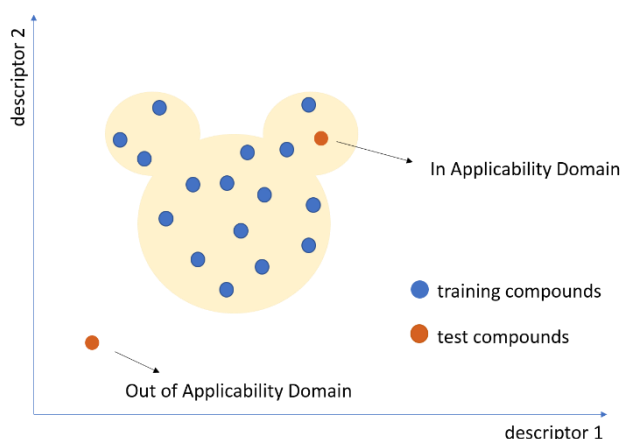 descriptor 2
In Applicability Domain
training compounds
test compounds
Out of Applicability Domain
descriptor 1